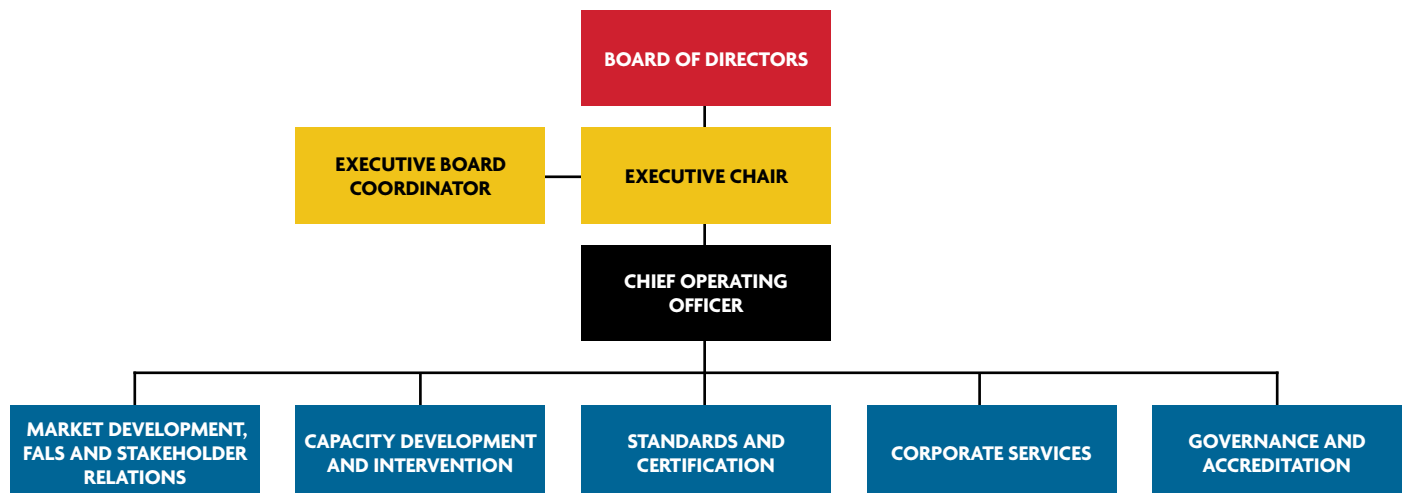 BOARD OF DIRECTORS
EXECUTIVE BOARD
COORDINATOR
EXECUTIVE CHAIR
CHIEF OPERATING
OFFICER
MARKET DEVELOPMENT,
FALS AND STAKEHOLDER
RELATIONS
CAPACITY DEVELOPMENT
AND INTERVENTION
STANDARDS AND
CERTIFICATION
CORPORATE SERVICES
GOVERNANCE AND
ACCREDITATION